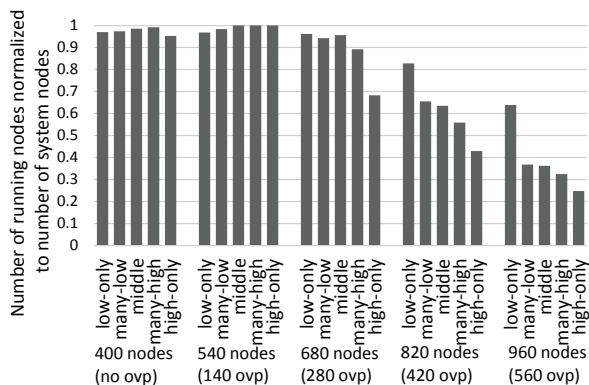 Number of running nodes normalized
to number of system nodes
1
0.9
0.8
0.7
0.6
0.5
0.4
0.3
0.2
0.1
0
low-only
many-low
middle
many-high
high-only
low-only
many-low
middle
many-high
high-only
low-only
many-low
middle
many-high
high-only
low-only
many-low
middle
many-high
high-only
low-only
many-low
middle
many-high
high-only
400 nodes
(no ovp)
540 nodes
(140 ovp)
680 nodes
(280 ovp)
820 nodes
(420 ovp)
960 nodes
(560 ovp)